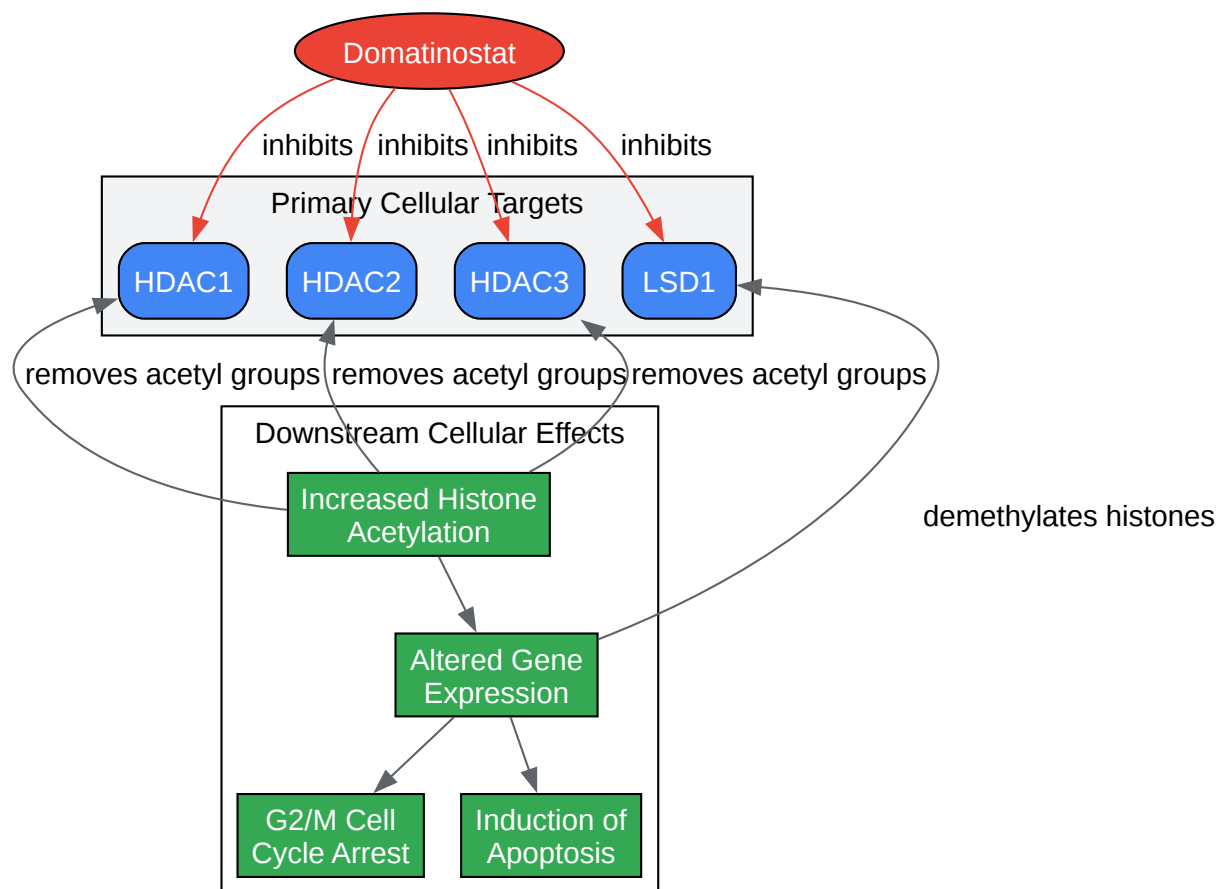 Domatinostat
inhibits
inhibits
inhibits
inhibits
Primary Cellular Targets
HDAC1
HDAC2
HDAC3
LSD1
removes acetyl groups
removes acetyl groups
removes acetyl groups
Downstream Cellular Effects
Increased Histone
Acetylation
demethylates histones
Altered Gene
Expression
G2/M Cell
Cycle Arrest
Induction of
Apoptosis